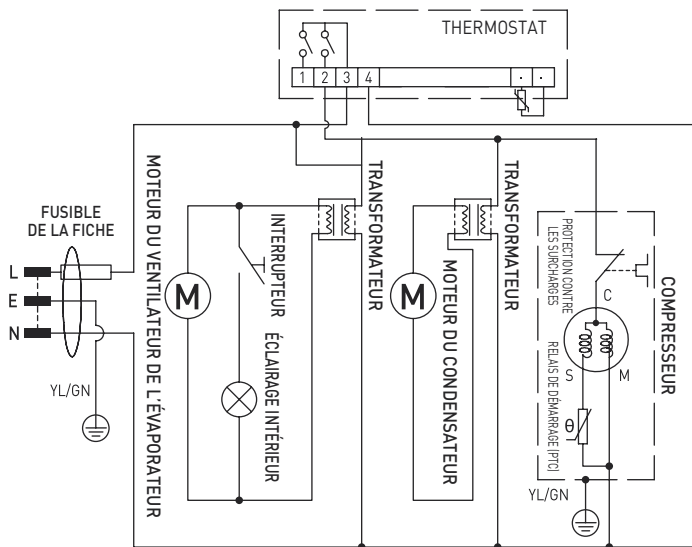 THERMOSTAT
1 2 3 4
FUSIBLE
DE LA FICHE
L
E
N
YL/GN
MOTEUR DU VENTILATEUR DE L'ÉVAPORATEUR
M
INTERRUPTEUR
ÉCLAIRAGE INTÉRIEUR
TRANSFORMATEUR
M
MOTEUR DU CONDENSATEUR
TRANSFORMATEUR
PROTECTION CONTRE
LES SURCHARGES
C
S
M
RELAIS DE DÉMARRAGE (PTC)
θ
COMPRESSEUR
YL/GN